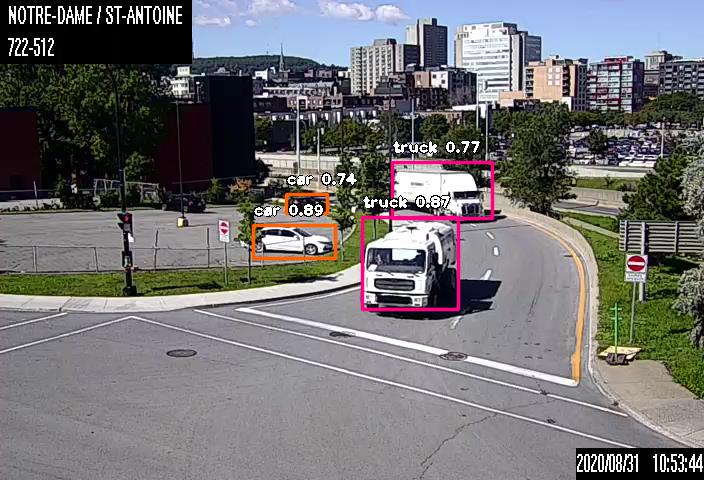 NOTRE-DAME / ST-ANTOINE
722-512
truck 0.77
car 0.74
truck 0.87
car 0.89
2020/08/31 10:53:44